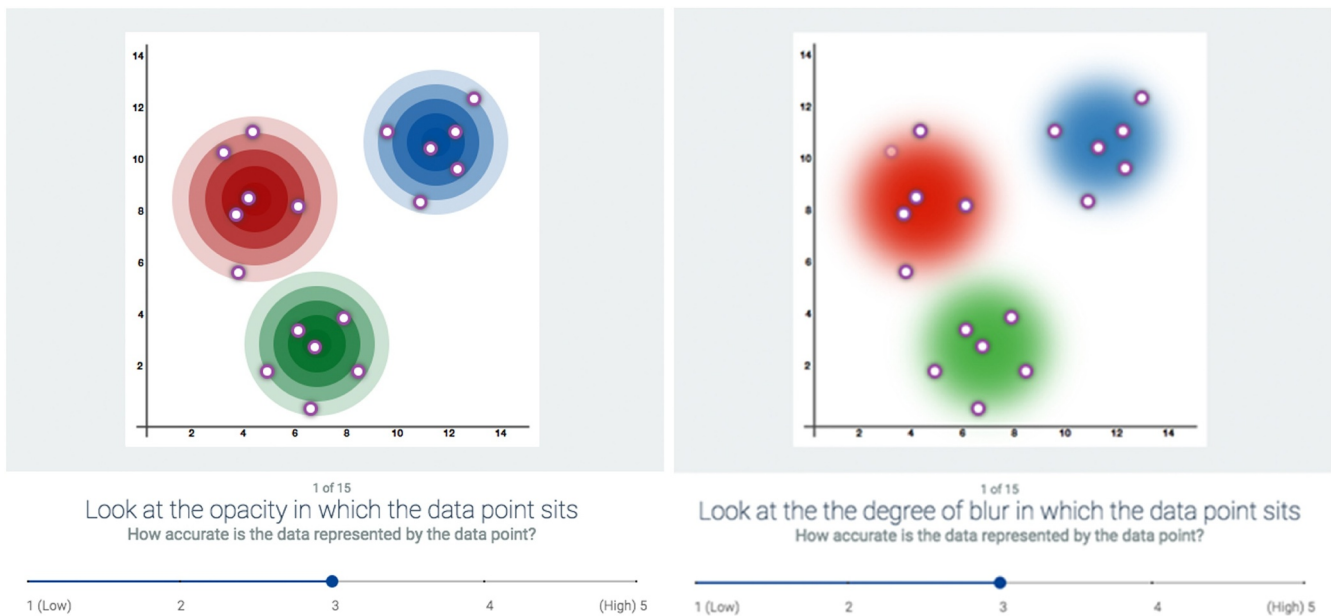 14
12
10
8
6
4
2
2 4 6 8 10 12 14
1 of 15
Look at the opacity in which the data point sits
How accurate is the data represented by the data point?
1 (Low) 2 3 4 (High) 5
14
12
10
8
6
4
2
2 4 6 8 10 12 14
1 of 15
Look at the the degree of blur in which the data point sits
How accurate is the data represented by the data point?
1 (Low) 2 3 4 (High) 5